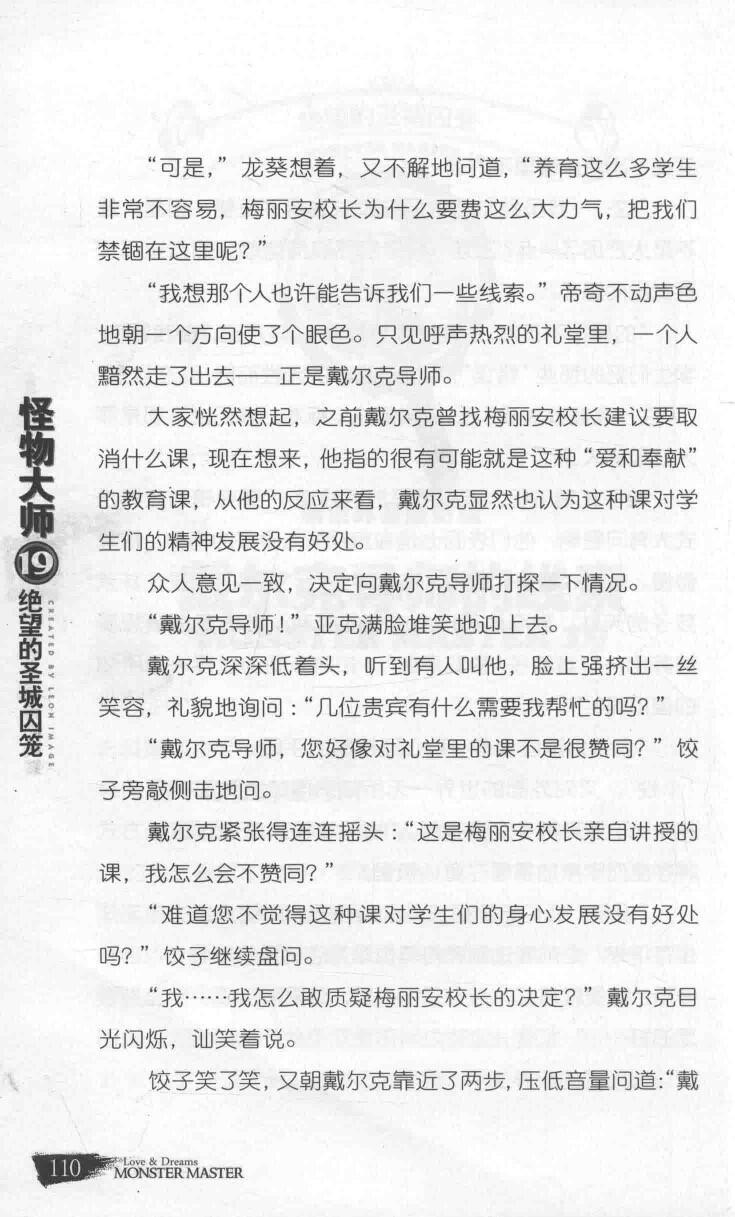 “可是，”龙葵想着，又不解地问道，“养育这么多学生
非常不容易，梅丽安校长为什么要费这么大力气，把我们
禁锢在这里呢？”
“我想那个人也许能告诉我们一些线索。”帝奇不动声色
地朝一个方向使了个眼色。只见呼声热烈的礼堂里，一个人
黯然走了出去——正是戴尔克导师。
大家恍然想起，之前戴尔克曾找梅丽安校长建议要取
消什么课，现在想来，他指的很有可能就是这种“爱和奉献”
的教育课，从他的反应来看，戴尔克显然也认为这种课对学
生们的精神发展没有好处。
众人意见一致，决定向戴尔克导师打探一下情况。
“戴尔克导师！”亚克满脸堆笑地迎上去。
戴尔克深深低着头，听到有人叫他，脸上强挤出一丝
笑容，礼貌地询问：“几位贵宾有什么需要我帮忙的吗？”
“戴尔克导师，您好像对礼堂里的课不是很赞同？”饺
子旁敲侧击地问。
戴尔克紧张得连连摇头：“这是梅丽安校长亲自讲授的
课，我怎么会不赞同？”
“难道您不觉得这种课对学生们的身心发展没有好处
吗？”饺子继续盘问。
“我……我怎么敢质疑梅丽安校长的决定？”戴尔克目
光闪烁，讪笑着说。
饺子笑了笑，又朝戴尔克靠近了两步，压低音量问道：“戴
怪物大师
19
绝望的圣城囚笼
CREATED BY LEON IMAGE
110
Love & Dreams
MONSTER MASTER